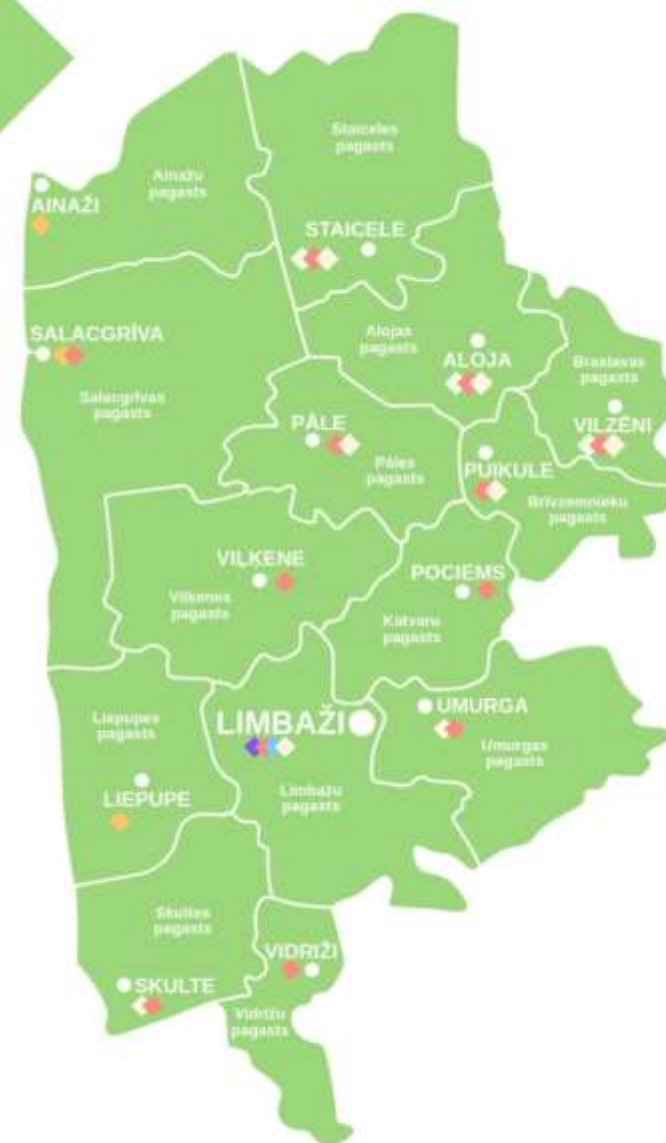 Staiceles
pagasts
Ainažu
pagasts
AINAŽI
STAICELE
SALACGRĪVA
Alojas
pagasts
ALOJA
Braslavas
pagasts
Salacgrīvas
pagasts
PĀLE
VILZĒNI
Pāles
pagasts
PUIKULE
Brīvzemnieku
pagasts
VIĻĶENE
POCIEMS
Viļķenes
pagasts
Katvaru
pagasts
Liepupes
pagasts
LIMBAŽI
UMURGA
Umurgas
pagasts
LIEPUPE
Limbažu
pagasts
Skultes
pagasts
VIDRIŽI
SKULTE
Vidrižu
pagasts